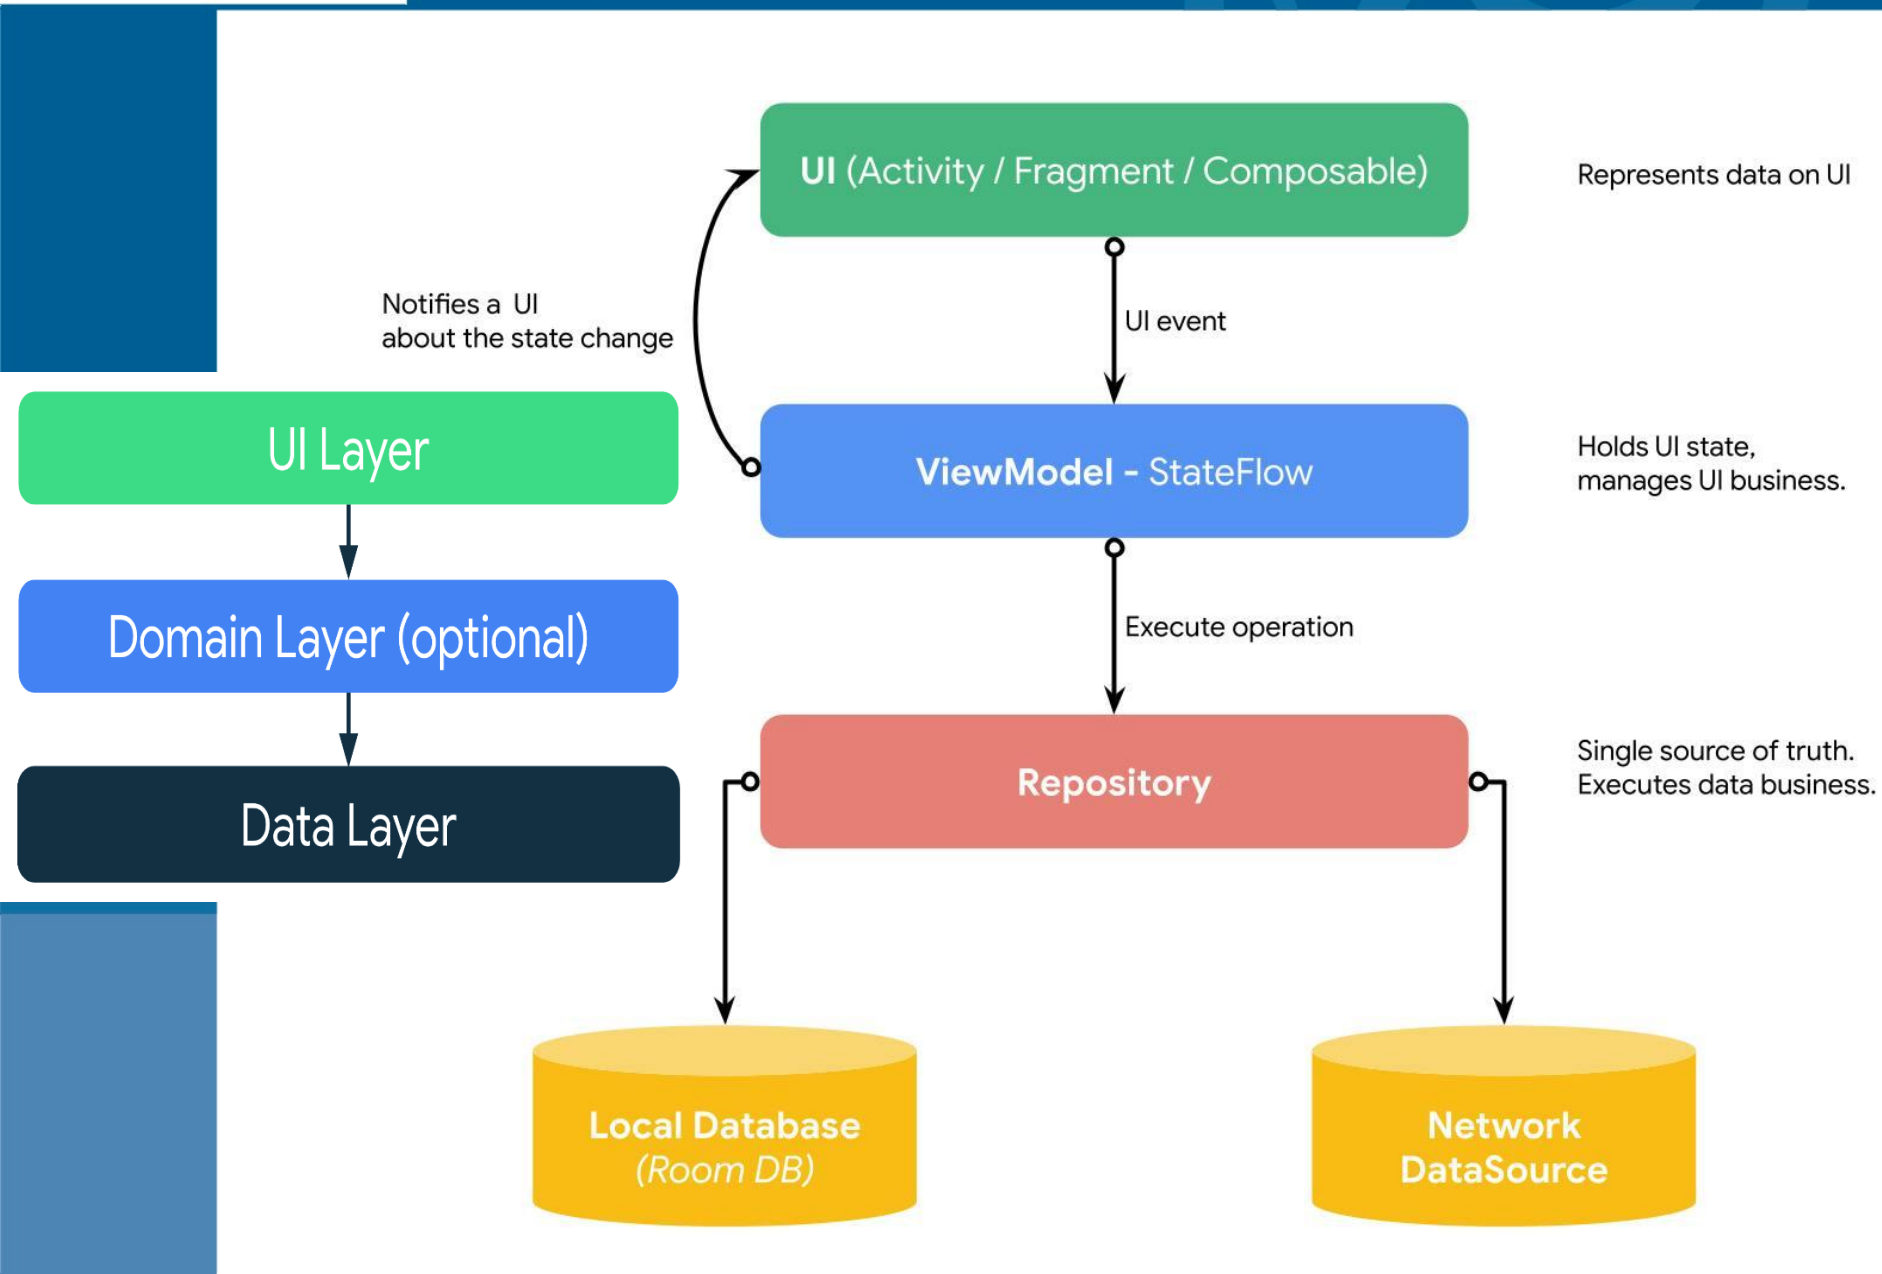 UI (Activity / Fragment / Composable)
Represents data on UI
Notifies a UI
about the state change
UI event
UI Layer
ViewModel - StateFlow
Holds UI state,
manages UI business.
Domain Layer (optional)
Execute operation
Data Layer
Repository
Single source of truth.
Executes data business.
Local Database
(Room DB)
Network
DataSource